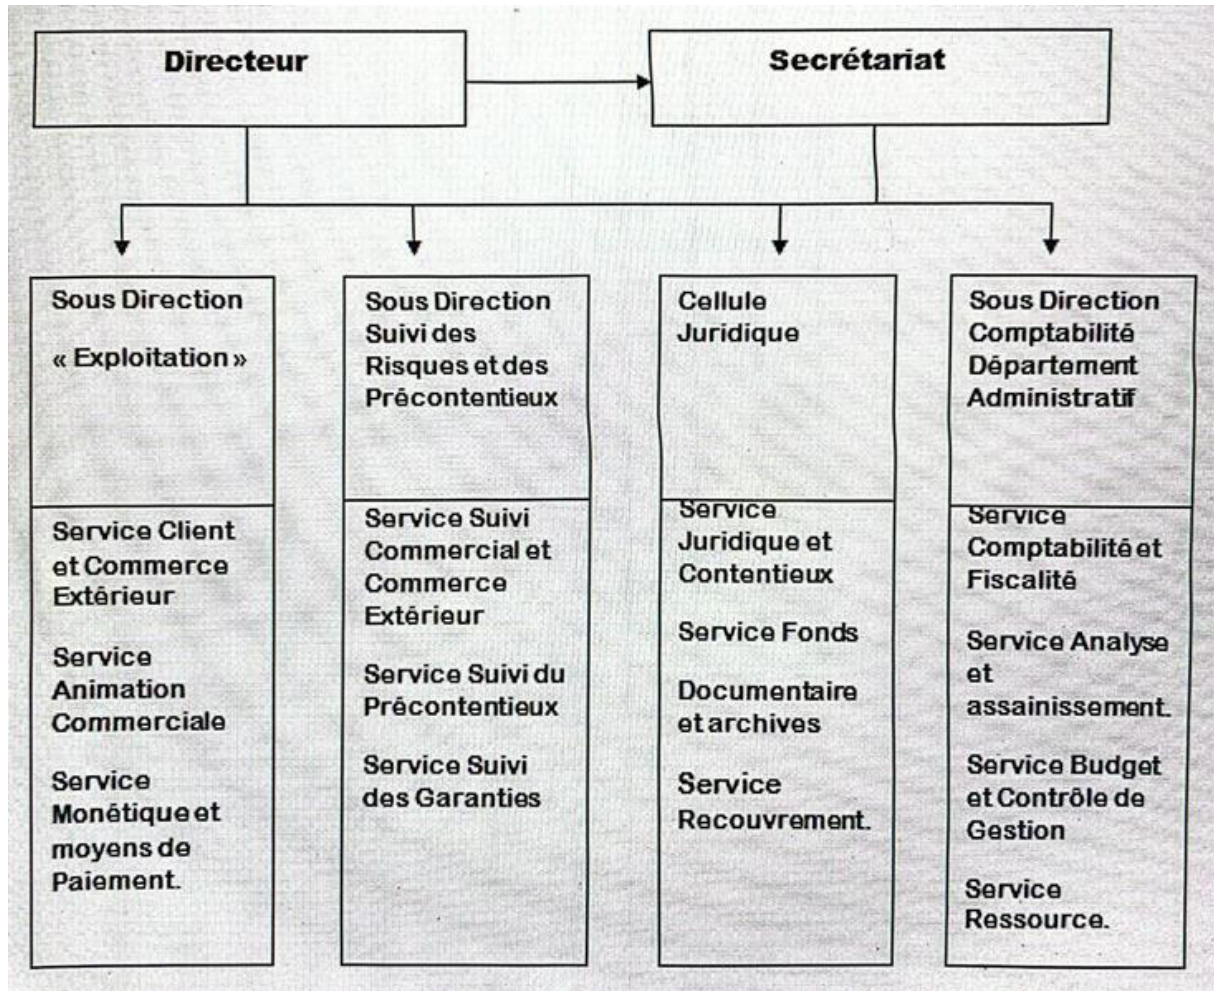 Directeur
Secrétariat
Sous Direction
« Exploitation »
Service Client
et Commerce
Extérieur
Service
Animation
Commerciale
Service
Monétique et
moyens de
Paiement.
Sous Direction
Suivi des
Risques et des
Précontentieux
Service Suivi
Commercial et
Commerce
Extérieur
Service Suivi du
Précontentieux
Service Suivi
des Garanties
Cellule
Juridique
Service
Juridique et
Contentieux
Service Fonds
Documentaire
et archives
Service
Recouvrement.
Sous Direction
Comptabilité
Département
Administratif
Service
Comptabilité et
Fiscalité
Service Analyse
et
assainissement.
Service Budget
et Contrôle de
Gestion
Service
Ressource.